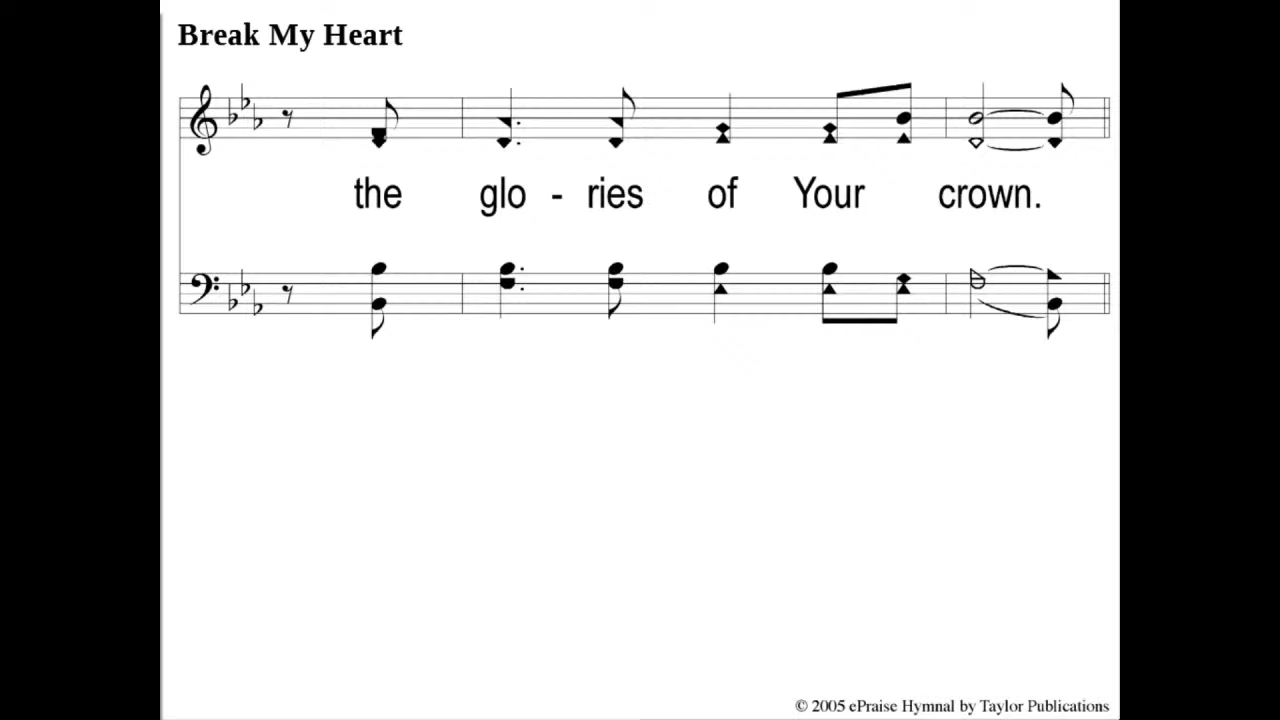 Break My Heart
the glo - ries of Your crown.
© 2005 ePraise Hymnal by Taylor Publications